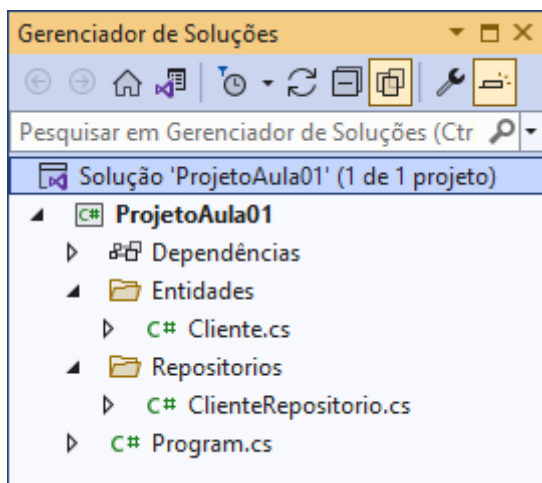 Gerenciador de Soluções
Pesquisar em Gerenciador de Soluções (Ctr
Solução 'ProjetoAula01' (1 de 1 projeto)
C# ProjetoAula01
Dependências
Entidades
C# Cliente.cs
Repositorios
C# ClienteRepositorio.cs
C# Program.cs